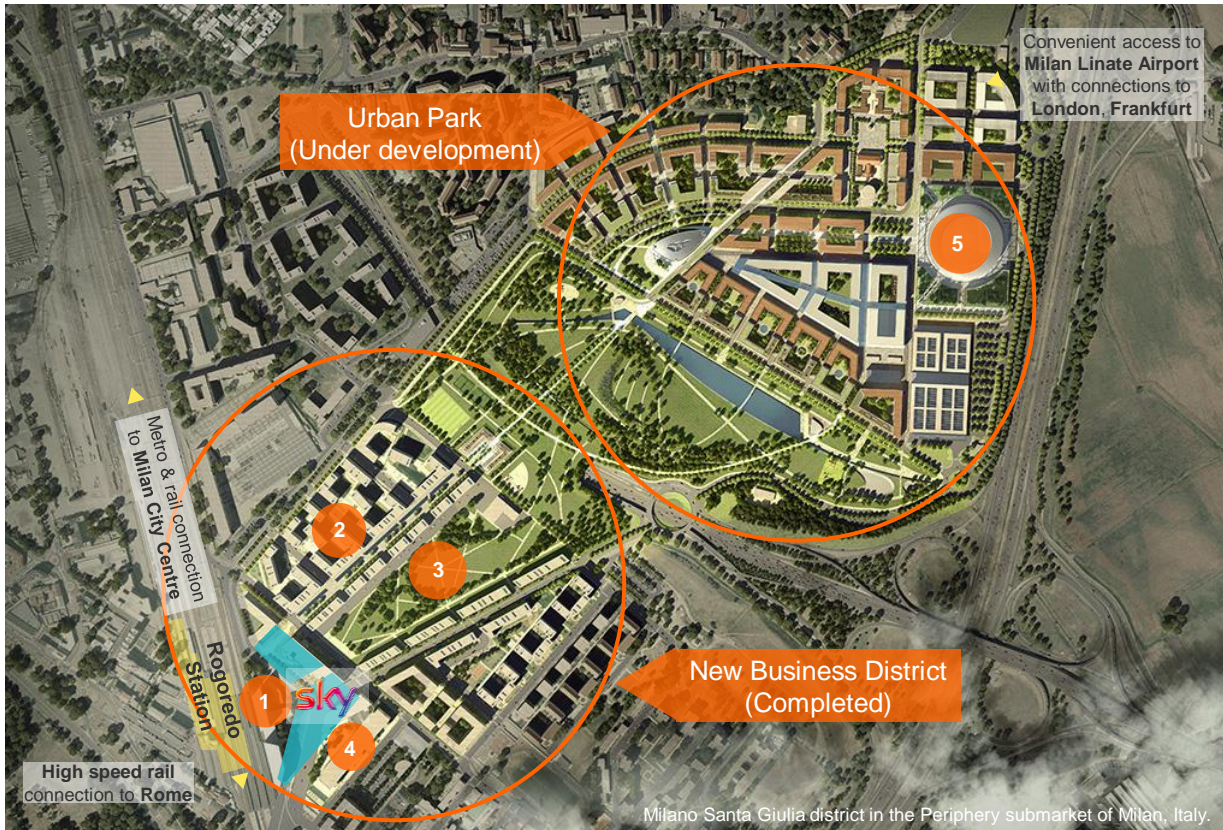 Convenient access to
Milan Linate Airport
with connections to
London, Frankfurt
Urban Park
(Under development)
5
Metro & rail connection
to Milan City Centre
2
3
Rogoredo
Station
1
sky
4
New Business District
(Completed)
High speed rail
connection to Rome
Milano Santa Giulia district in the Periphery submarket of Milan, Italy.